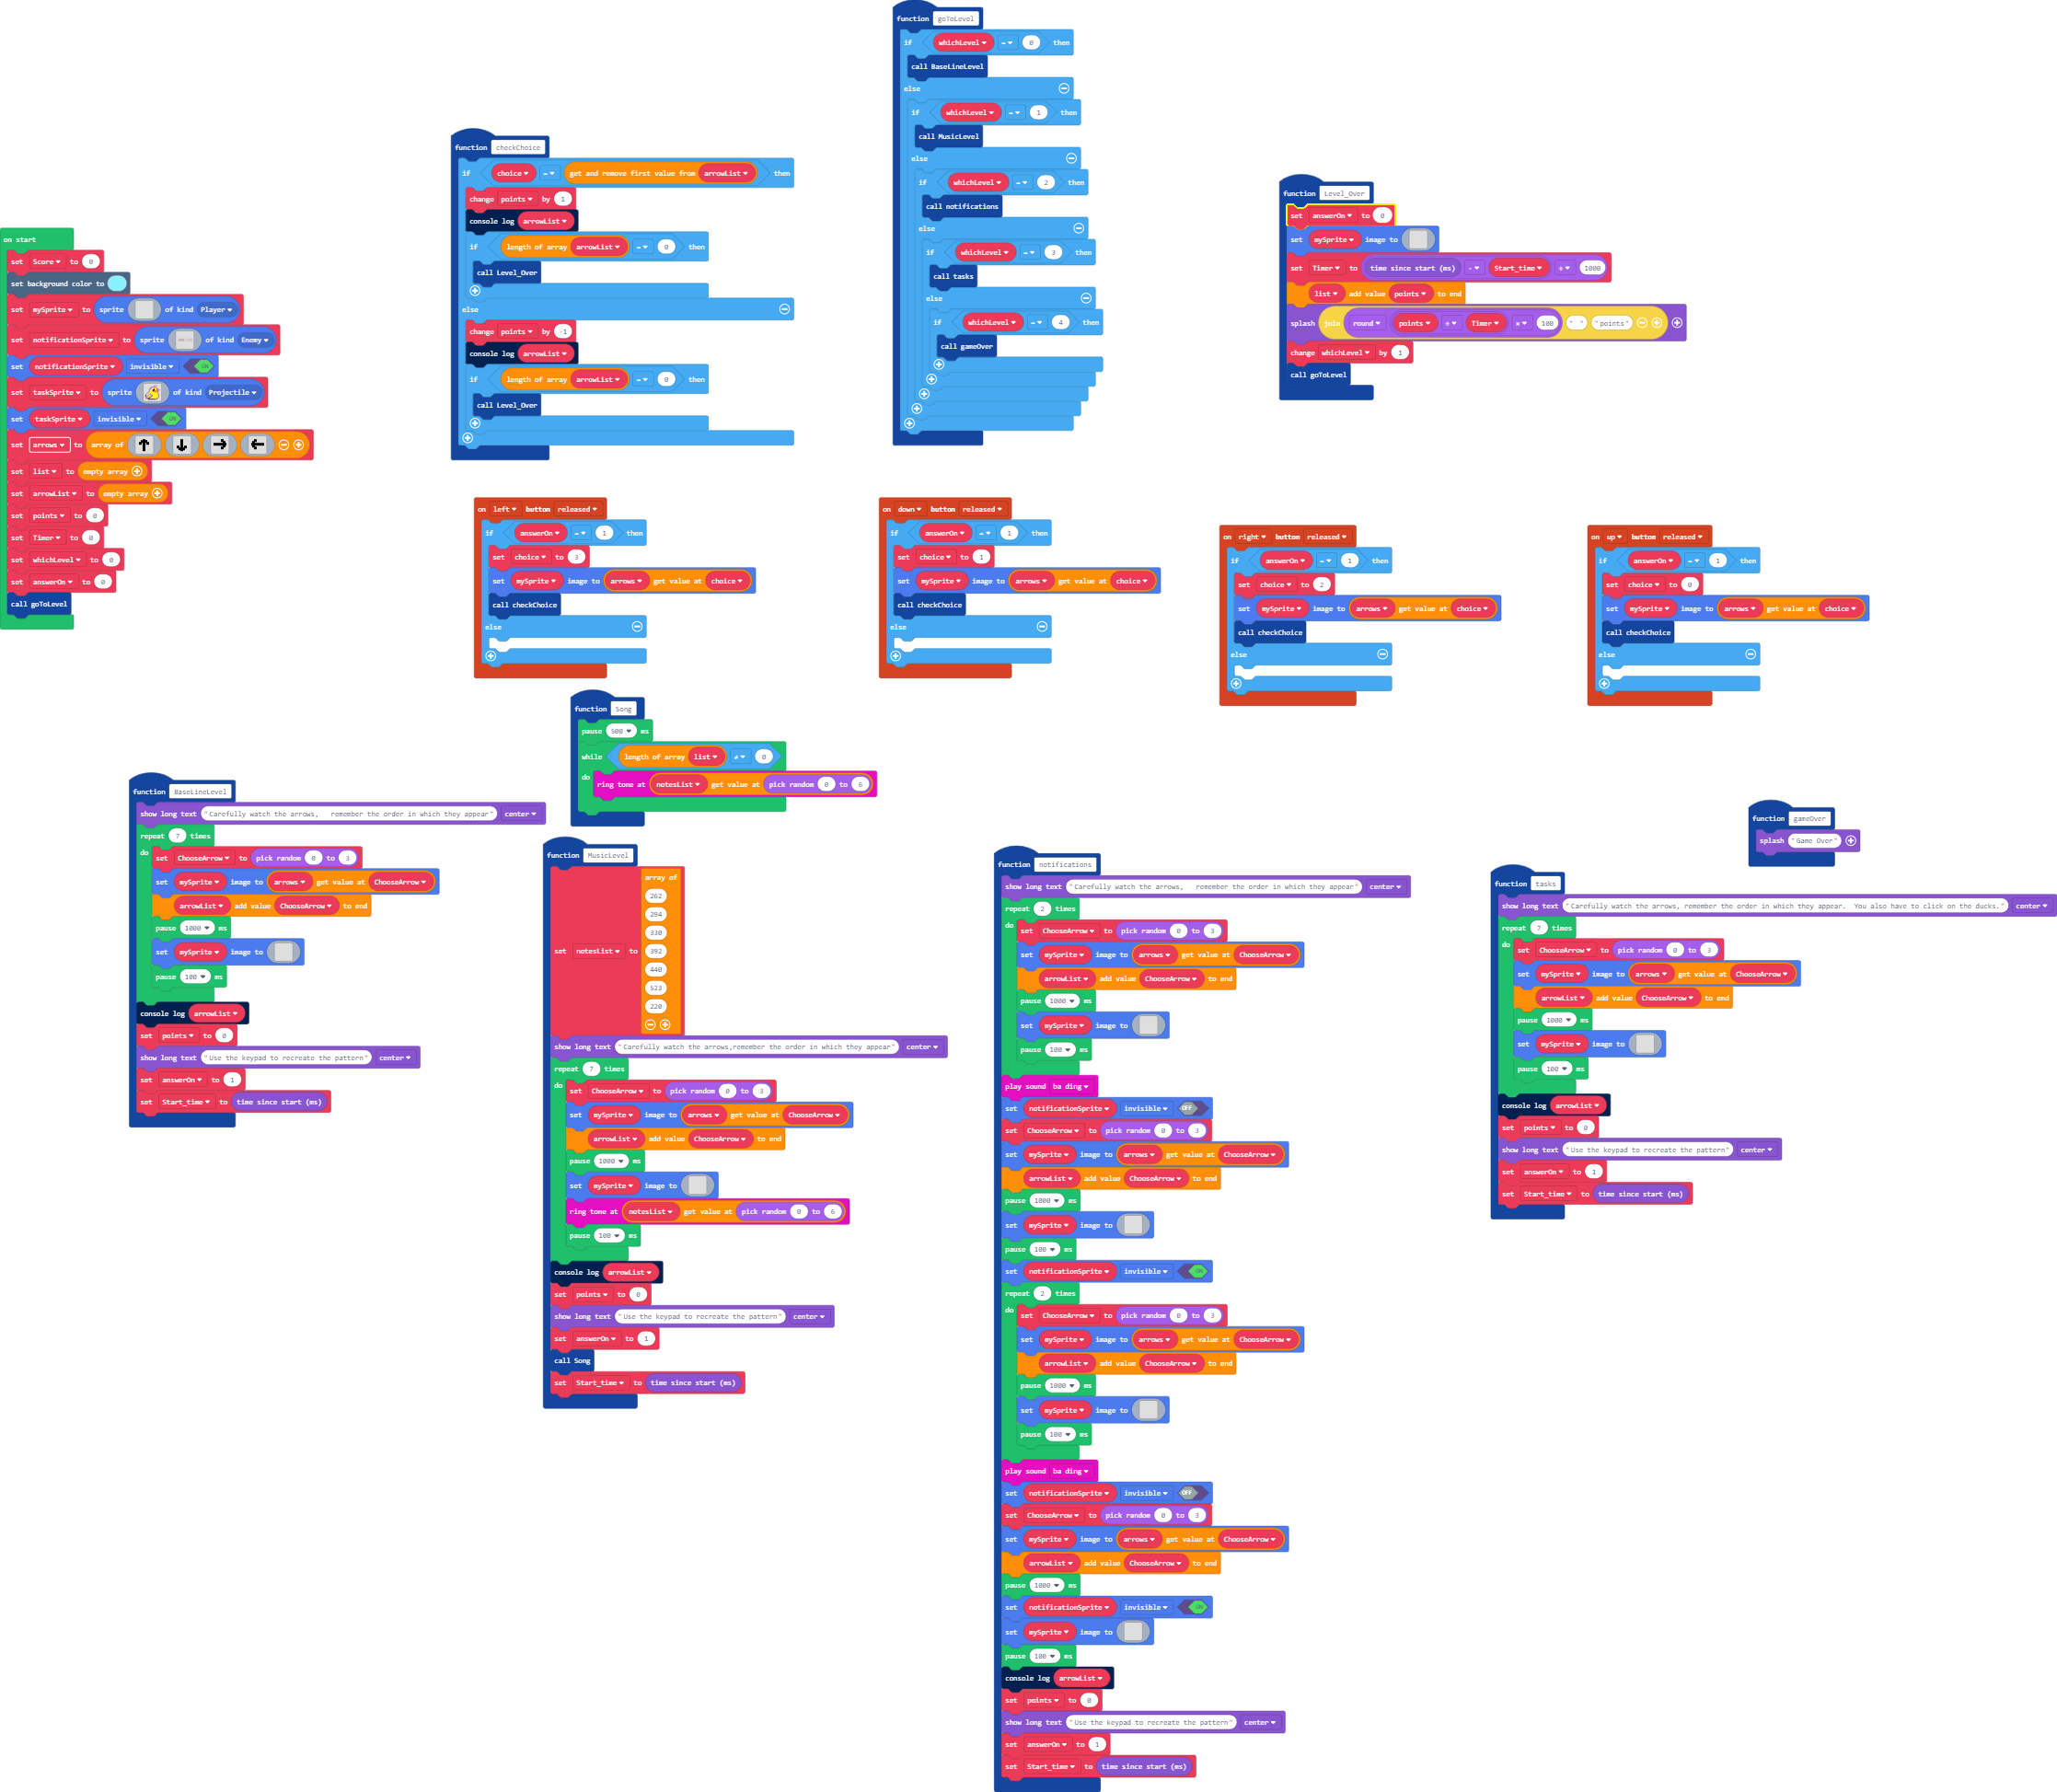 on start
set Score to 0
set background color to
set mySprite to sprite of kind Player
set notificationSprite to sprite of kind Enemy
set notificationSprite invisible ON
set taskSprite to sprite of kind Projectile
set taskSprite invisible ON
set arrows to array of
set list to empty array
set arrowList to empty array
set points to 0
set Timer to 0
set whichLevel to 0
set answerOn to 0
call goToLevel
function checkChoice
if choice = get and remove first value from arrowList then
change points by 1
console log arrowList
if length of array arrowList = 0 then
call Level_Over
else
change points by -1
console log arrowList
if length of array arrowList = 0 then
call Level_Over
function goToLevel
if whichLevel = 0 then
call BaseLineLevel
else
if whichLevel = 1 then
call MusicLevel
else
if whichLevel = 2 then
call notifications
else
if whichLevel = 3 then
call tasks
else
if whichLevel = 4 then
call gameOver
function Level_Over
set answerOn to 0
set mySprite image to
set Timer to time since start (ms) - Start_time ÷ 1000
list add value points to end
splash join round points ÷ Timer × 100 " " "points"
change whichLevel by 1
call goToLevel
on left button released
if answerOn = 1 then
set choice to 3
set mySprite image to arrows get value at choice
call checkChoice
else
on down button released
if answerOn = 1 then
set choice to 1
set mySprite image to arrows get value at choice
call checkChoice
else
on right button released
if answerOn = 1 then
set choice to 2
set mySprite image to arrows get value at choice
call checkChoice
else
on up button released
if answerOn = 1 then
set choice to 0
set mySprite image to arrows get value at choice
call checkChoice
else
function Song
pause 500 ms
while length of array list ≠ 0
do ring tone at notesList get value at pick random 0 to 6
function BaseLineLevel
show long text "Carefully watch the arrows,   remember the order in which they appear" center
repeat 7 times
do set ChooseArrow to pick random 0 to 3
set mySprite image to arrows get value at ChooseArrow
arrowList add value ChooseArrow to end
pause 1000 ms
set mySprite image to
pause 100 ms
console log arrowList
set points to 0
show long text "Use the keypad to recreate the pattern" center
set answerOn to 1
set Start_time to time since start (ms)
function MusicLevel
set notesList to array of
262
294
330
392
440
523
220
show long text "Carefully watch the arrows,remember the order in which they appear" center
repeat 7 times
do set ChooseArrow to pick random 0 to 3
set mySprite image to arrows get value at ChooseArrow
arrowList add value ChooseArrow to end
pause 1000 ms
set mySprite image to
ring tone at notesList get value at pick random 0 to 6
pause 100 ms
console log arrowList
set points to 0
show long text "Use the keypad to recreate the pattern" center
set answerOn to 1
call Song
set Start_time to time since start (ms)
function notifications
show long text "Carefully watch the arrows,   remember the order in which they appear" center
repeat 2 times
do set ChooseArrow to pick random 0 to 3
set mySprite image to arrows get value at ChooseArrow
arrowList add value ChooseArrow to end
pause 1000 ms
set mySprite image to
pause 100 ms
play sound ba ding
set notificationSprite invisible OFF
set ChooseArrow to pick random 0 to 3
set mySprite image to arrows get value at ChooseArrow
arrowList add value ChooseArrow to end
pause 1000 ms
set mySprite image to
pause 100 ms
set notificationSprite invisible ON
repeat 2 times
do set ChooseArrow to pick random 0 to 3
set mySprite image to arrows get value at ChooseArrow
arrowList add value ChooseArrow to end
pause 1000 ms
set mySprite image to
pause 100 ms
play sound ba ding
set notificationSprite invisible OFF
set ChooseArrow to pick random 0 to 3
set mySprite image to arrows get value at ChooseArrow
arrowList add value ChooseArrow to end
pause 1000 ms
set notificationSprite invisible ON
set mySprite image to
pause 100 ms
console log arrowList
set points to 0
show long text "Use the keypad to recreate the pattern" center
set answerOn to 1
set Start_time to time since start (ms)
function gameOver
splash "Game Over"
function tasks
show long text "Carefully watch the arrows, remember the order in which they appear.  You also have to click on the ducks." center
repeat 7 times
do set ChooseArrow to pick random 0 to 3
set mySprite image to arrows get value at ChooseArrow
arrowList add value ChooseArrow to end
pause 1000 ms
set mySprite image to
pause 100 ms
console log arrowList
set points to 0
show long text "Use the keypad to recreate the pattern" center
set answerOn to 1
set Start_time to time since start (ms)